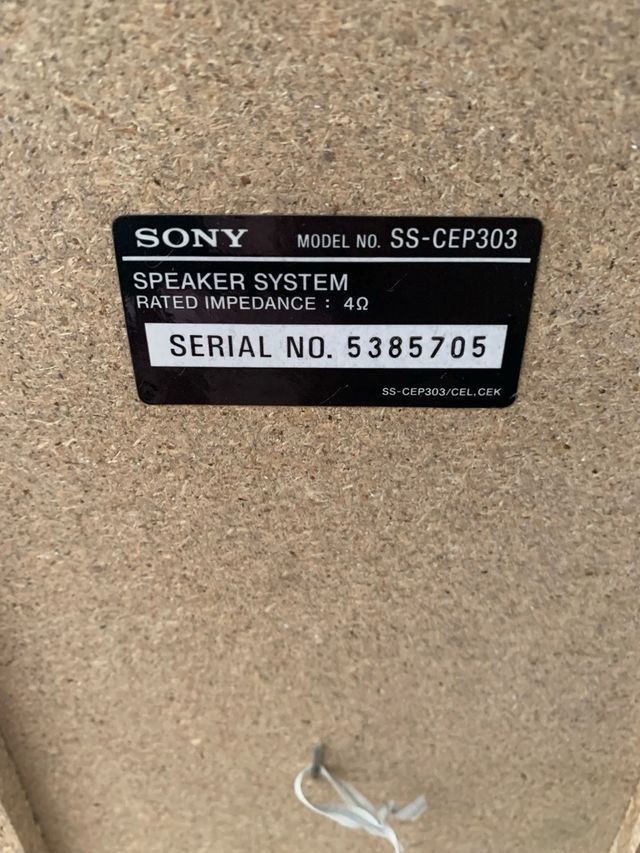 SONY MODEL NO. SS-CEP303
SPEAKER SYSTEM
RATED IMPEDANCE : 4Ω
SERIAL NO. 5385705
SS-CEP303/CEL,CEK